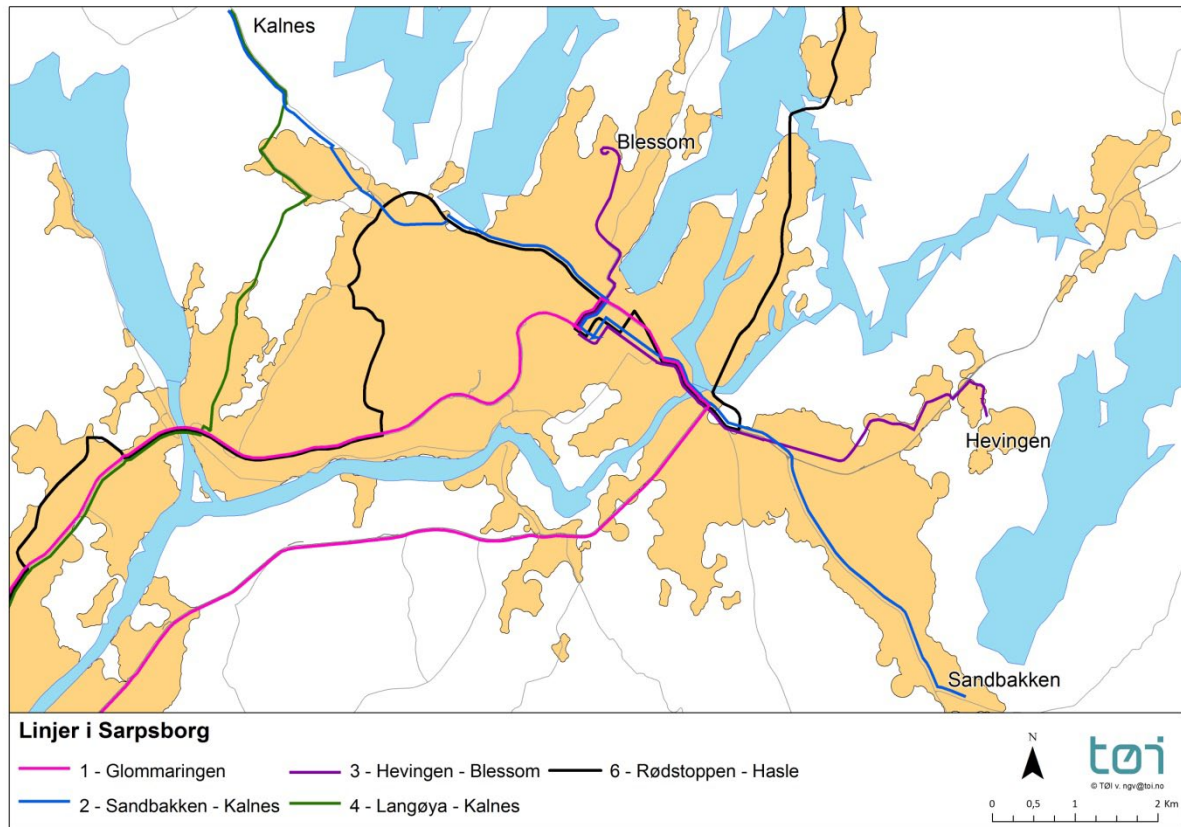 Kalnes
Blessom
Hevingen
Sandbakken
Linjer i Sarpsborg
1 - Glommaringen
3 - Hevingen - Blessom
6 - Rødstoppen - Hasle
2 - Sandbakken - Kalnes
4 - Langøya - Kalnes
N
tøi
© TØI v. ngv@toi.no
0 0,5 1 2 Km